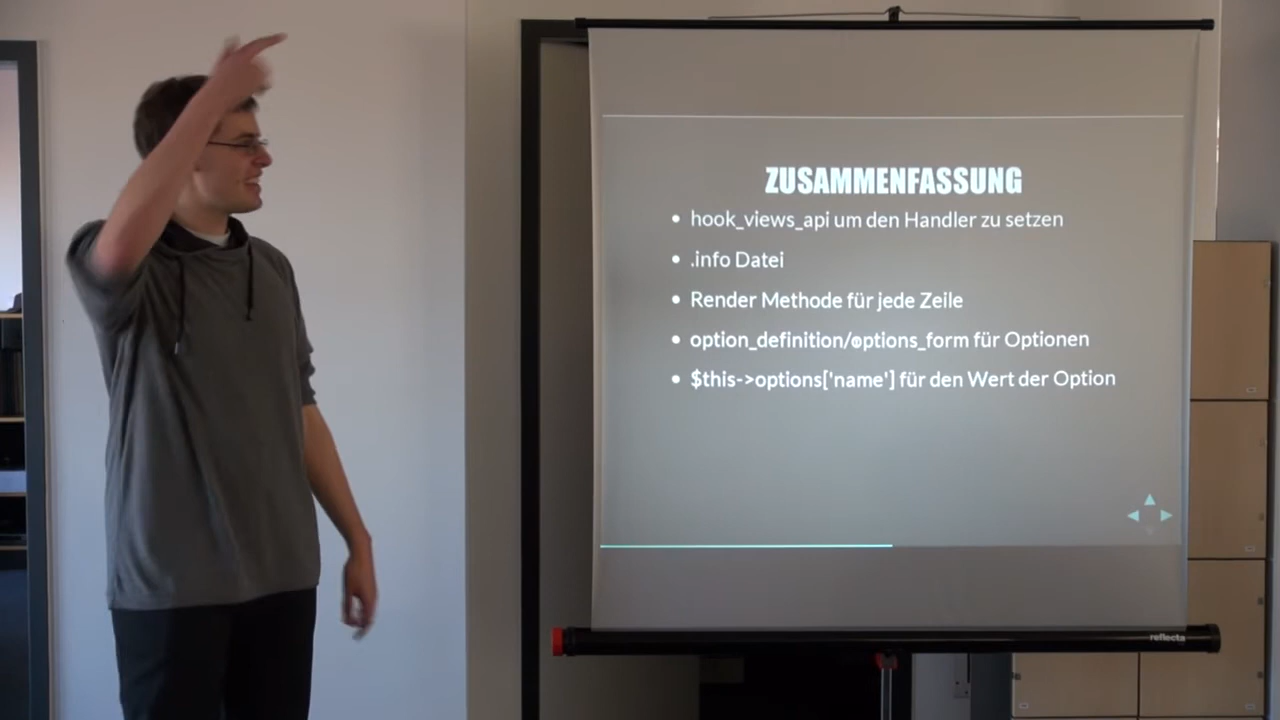 ZUSAMMENFASSUNG
hook_views_api um den Handler zu setzen
.info Datei
Render Methode für jede Zeile
option_definition/options_form für Optionen
$this->options['name'] für den Wert der Option
reflecta